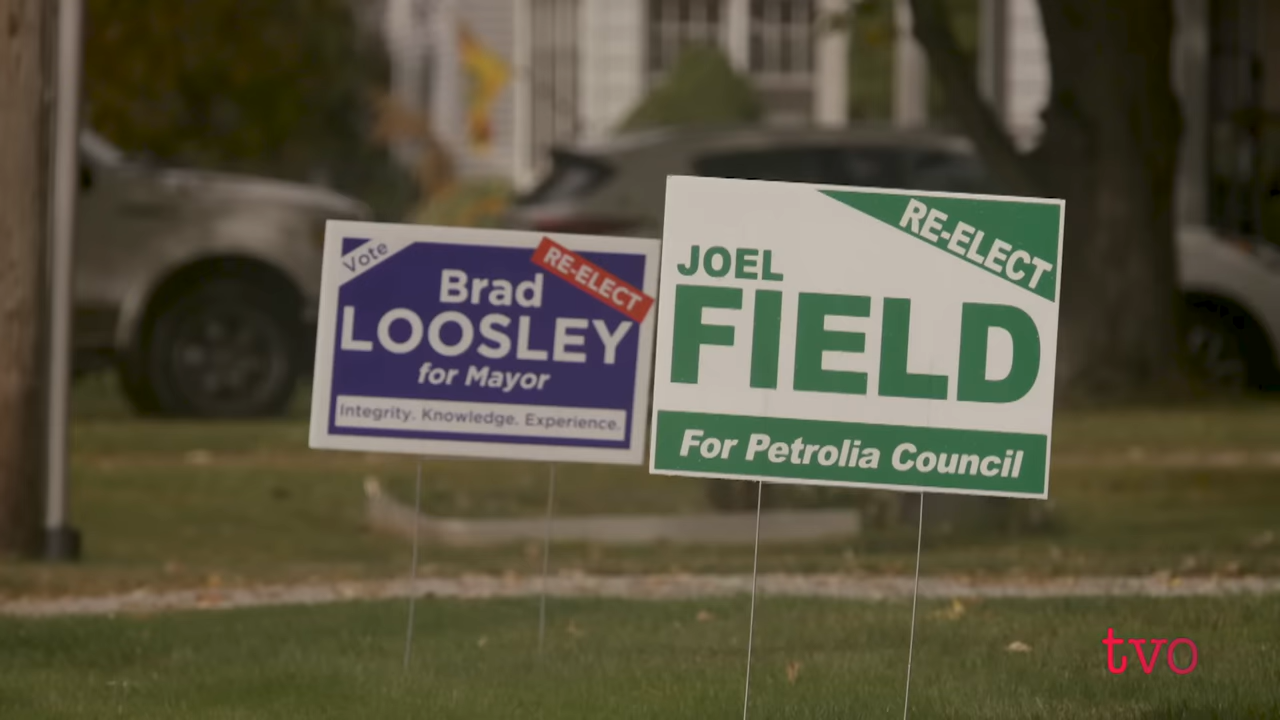 Vote
RE-ELECT
Brad
LOOSLEY
for Mayor
Integrity. Knowledge. Experience.
RE-ELECT
JOEL
FIELD
For Petrolia Council
tvo